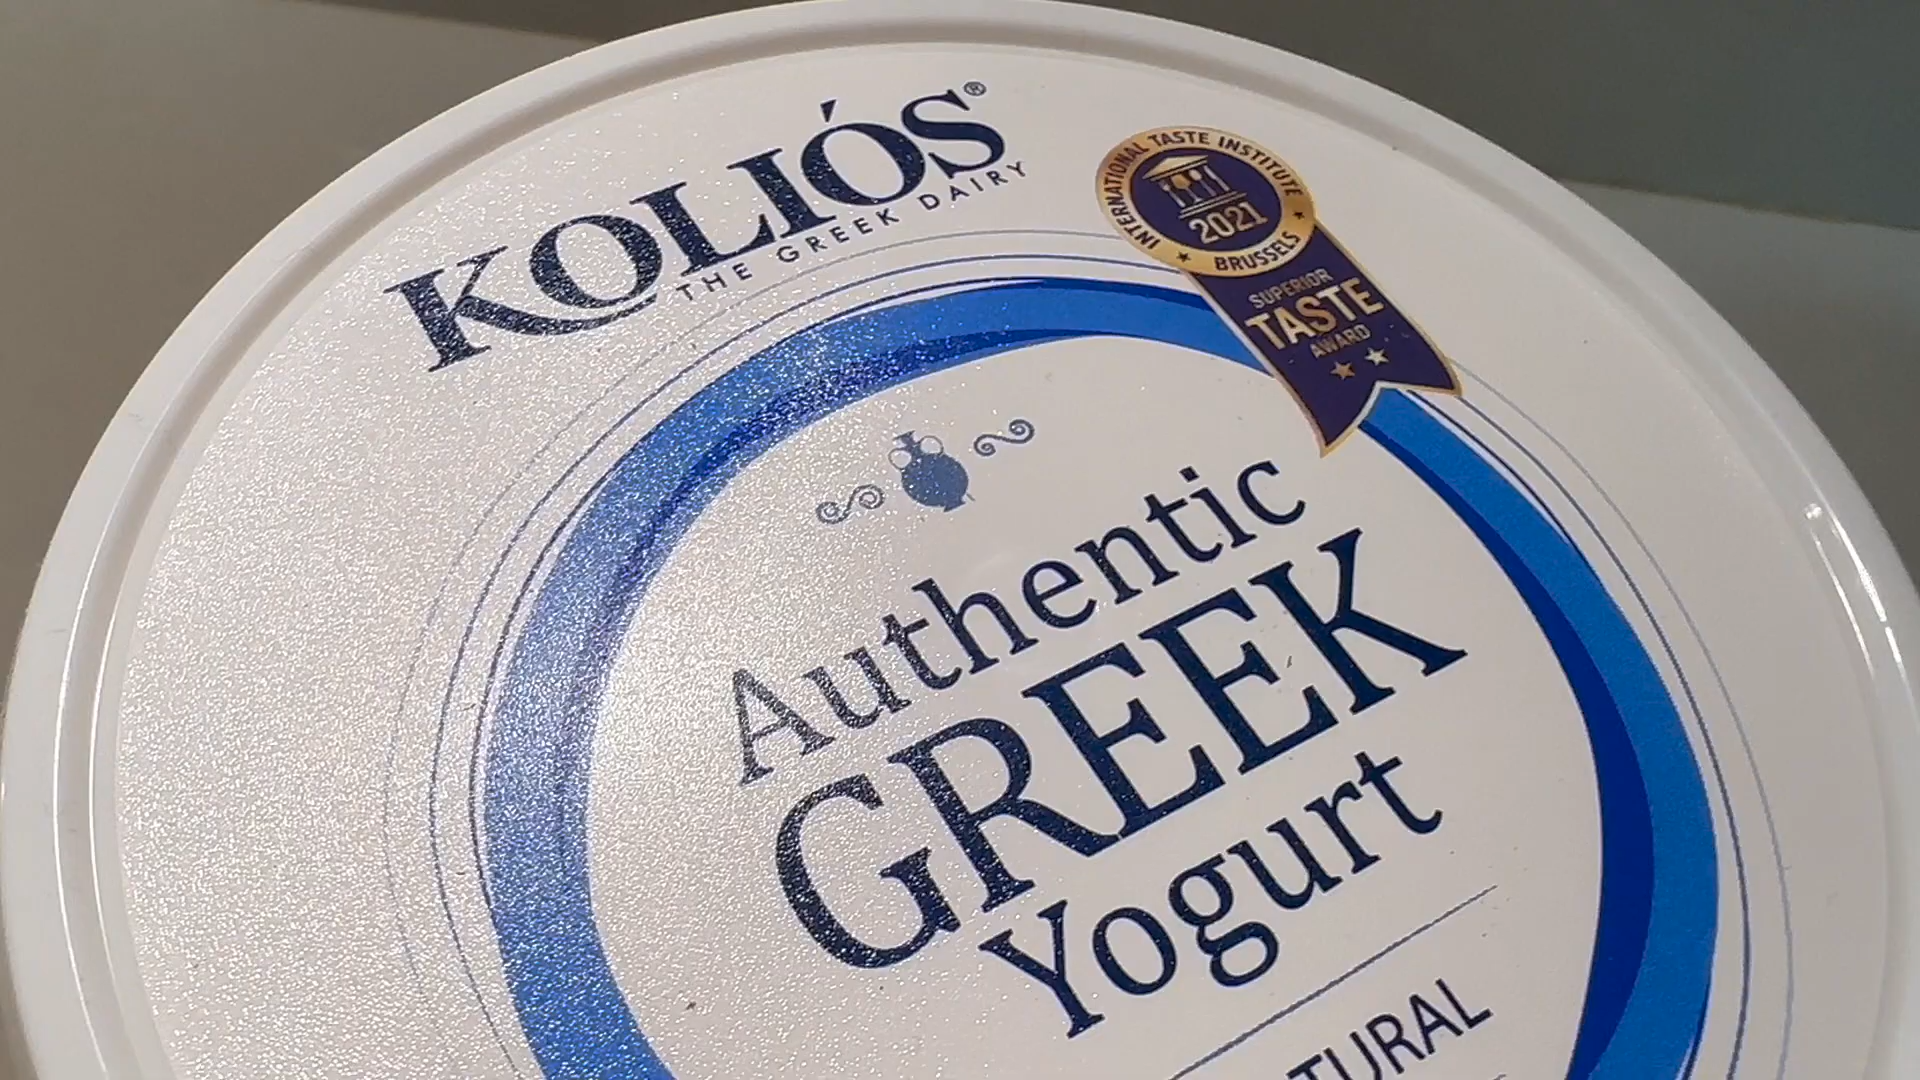 KOLIÓS®
THE GREEK DAIRY
INTERNATIONAL TASTE INSTITUTE
2021
★ BRUSSELS ★
SUPERIOR
TASTE
AWARD
Authentic
GREEK
Yogurt
TURAL